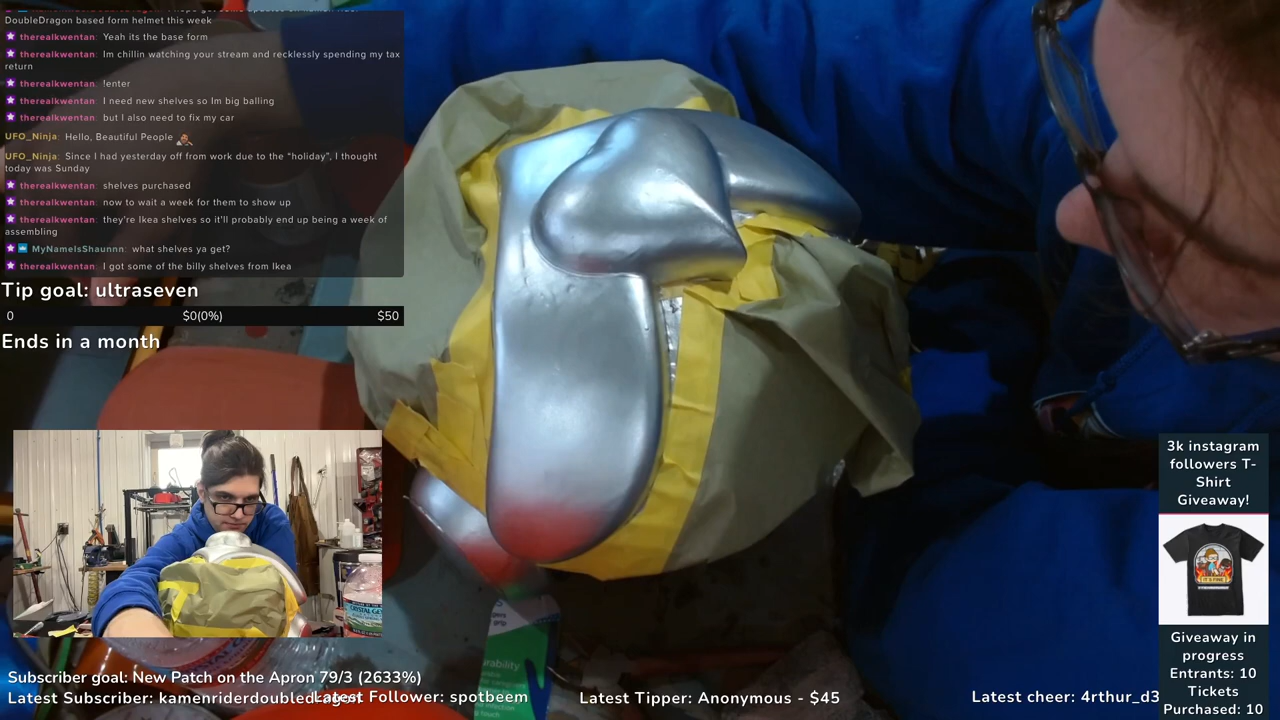 DoubleDragon based form helmet this week
therealkwentan: Yeah its the base form
therealkwentan: Im chillin watching your stream and recklessly spending my tax
return
therealkwentan: !enter
therealkwentan: I need new shelves so Im big balling
therealkwentan: but I also need to fix my car
UFO_Ninja: Hello, Beautiful People
UFO_Ninja: Since I had yesterday off from work due to the “holiday”, I thought
today was Sunday
therealkwentan: shelves purchased
therealkwentan: now to wait a week for them to show up
therealkwentan: they're Ikea shelves so it'll probably end up being a week of
assembling
MyNameIsShaunnn: what shelves ya get?
therealkwentan: I got some of the billy shelves from Ikea
Tip goal: ultraseven
0 $0(0%) $50
Ends in a month
3k instagram
followers T-
Shirt
Giveaway!
IT'S FINE
Giveaway in
progress
Entrants: 10
Tickets
Purchased: 10
CRYSTAL GEYSER
Subscriber goal: New Patch on the Apron 79/3 (2633%)
Latest Subscriber: kamenriderdoubledragon
Latest Follower: spotbeem
Latest Tipper: Anonymous - $45
Latest cheer: 4rthur_d3